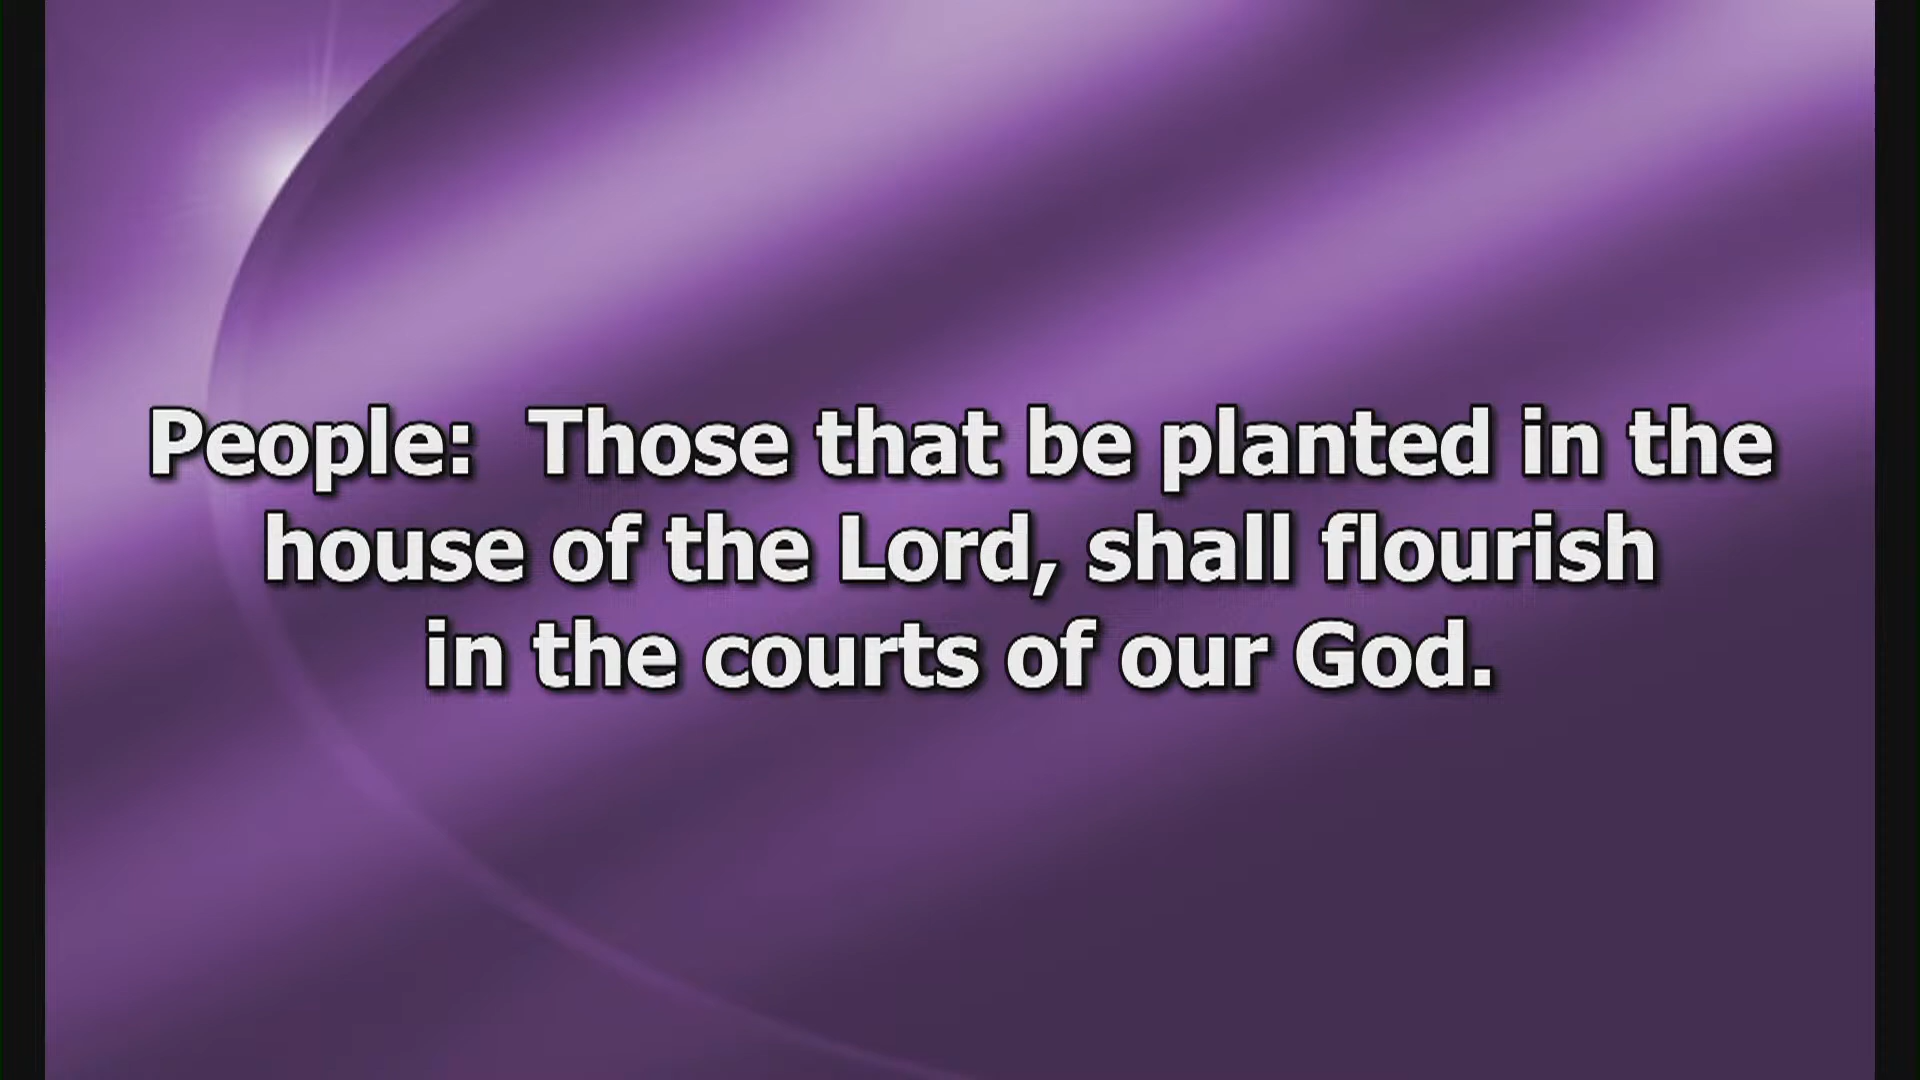 People:  Those that be planted in the
house of the Lord, shall flourish
in the courts of our God.